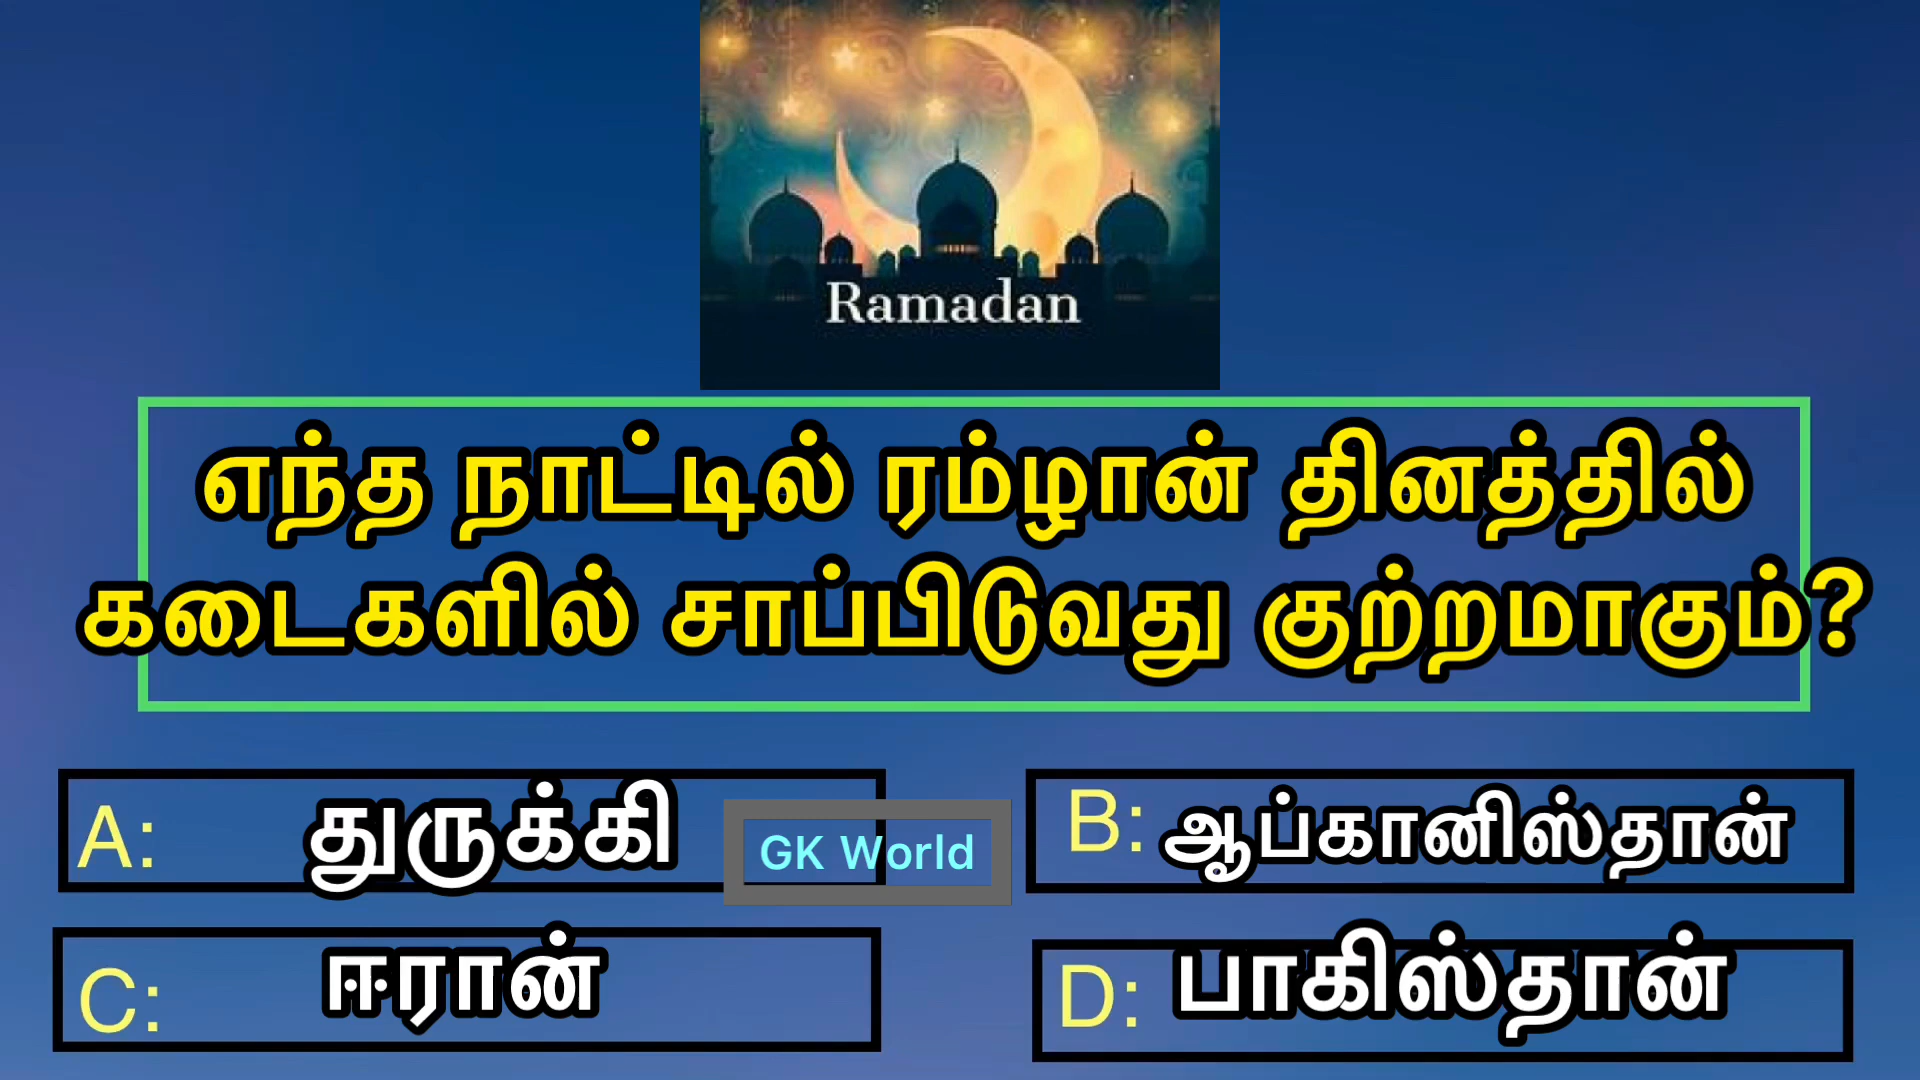 Ramadan
எந்த நாட்டில் ரம்ழான் தினத்தில்
கடைகளில் சாப்பிடுவது குற்றமாகும்?
A: துருக்கி
GK World
B: ஆப்கானிஸ்தான்
C: ஈரான்
D: பாகிஸ்தான்